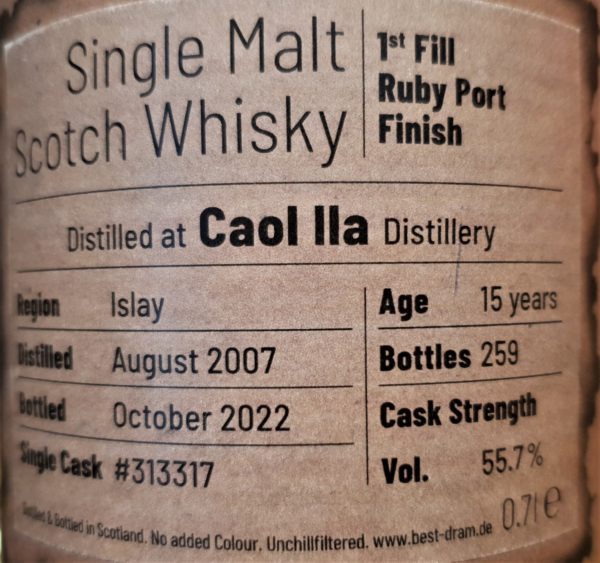 Single Malt
Scotch Whisky
1st Fill
Ruby Port
Finish
Distilled at Caol Ila Distillery
Region Islay
Distilled August 2007
Bottled October 2022
Single Cask #313317
Age 15 years
Bottles 259
Cask Strength
Vol. 55.7%
Distilled & Bottled in Scotland. No added Colour. Unchillfiltered. www.best-dram.de 0.7l e